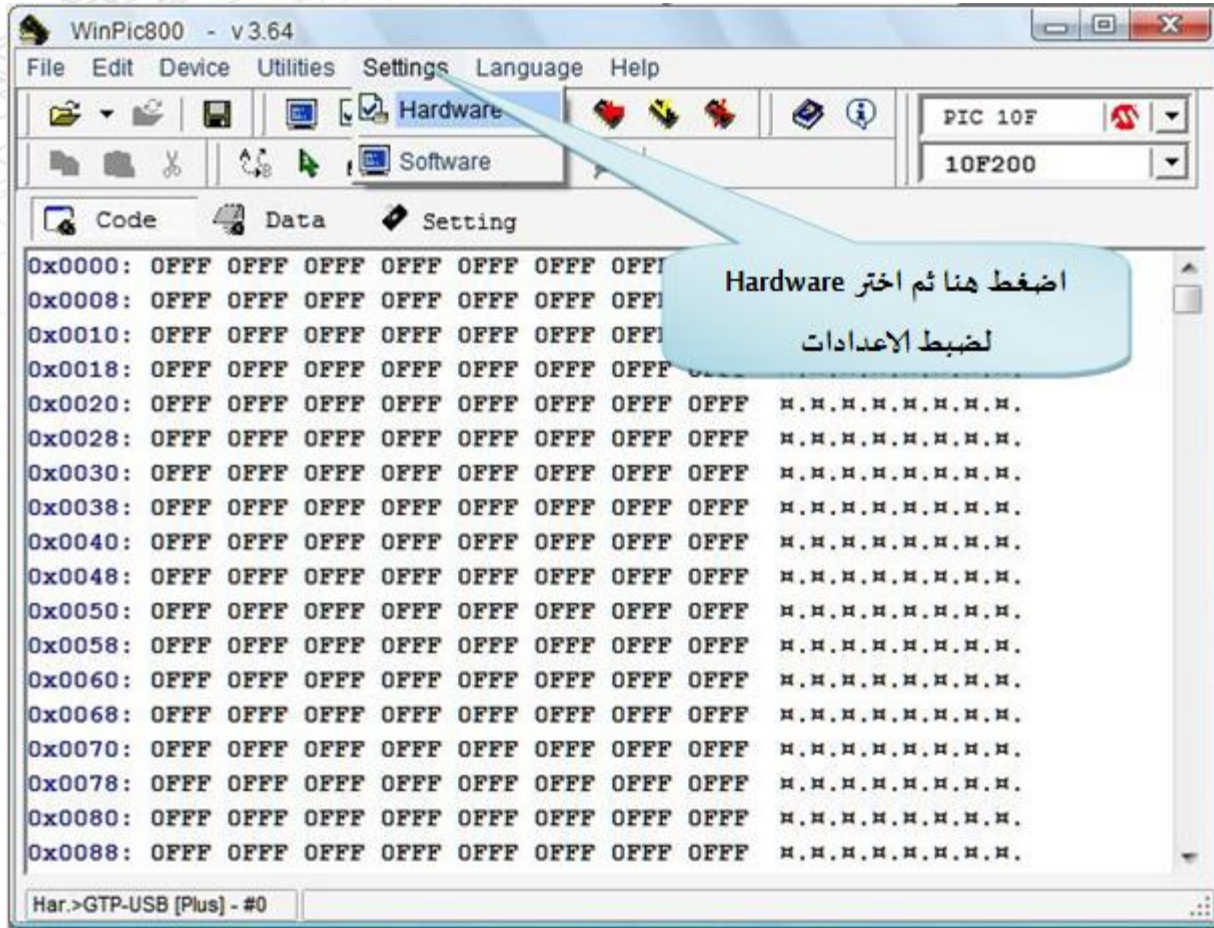 WinPic800 - v 3.64
File Edit Device Utilities Settings Language Help
Hardware
PIC 10F
Software
10F200
Code Data Setting
اضغط هنا ثم اختر Hardware
لضبط الاعدادات
0x0000: 0FFF 0FFF 0FFF 0FFF 0FFF 0FFF
0x0008: 0FFF 0FFF 0FFF 0FFF 0FFF 0FFF
0x0010: 0FFF 0FFF 0FFF 0FFF 0FFF 0FFF
0x0018: 0FFF 0FFF 0FFF 0FFF 0FFF 0FFF 0FFF
0x0020: 0FFF 0FFF 0FFF 0FFF 0FFF 0FFF 0FFF 0FFF ¤.¤.¤.¤.¤.¤.¤.¤.
0x0028: 0FFF 0FFF 0FFF 0FFF 0FFF 0FFF 0FFF 0FFF ¤.¤.¤.¤.¤.¤.¤.¤.
0x0030: 0FFF 0FFF 0FFF 0FFF 0FFF 0FFF 0FFF 0FFF ¤.¤.¤.¤.¤.¤.¤.¤.
0x0038: 0FFF 0FFF 0FFF 0FFF 0FFF 0FFF 0FFF 0FFF ¤.¤.¤.¤.¤.¤.¤.¤.
0x0040: 0FFF 0FFF 0FFF 0FFF 0FFF 0FFF 0FFF 0FFF ¤.¤.¤.¤.¤.¤.¤.¤.
0x0048: 0FFF 0FFF 0FFF 0FFF 0FFF 0FFF 0FFF 0FFF ¤.¤.¤.¤.¤.¤.¤.¤.
0x0050: 0FFF 0FFF 0FFF 0FFF 0FFF 0FFF 0FFF 0FFF ¤.¤.¤.¤.¤.¤.¤.¤.
0x0058: 0FFF 0FFF 0FFF 0FFF 0FFF 0FFF 0FFF 0FFF ¤.¤.¤.¤.¤.¤.¤.¤.
0x0060: 0FFF 0FFF 0FFF 0FFF 0FFF 0FFF 0FFF 0FFF ¤.¤.¤.¤.¤.¤.¤.¤.
0x0068: 0FFF 0FFF 0FFF 0FFF 0FFF 0FFF 0FFF 0FFF ¤.¤.¤.¤.¤.¤.¤.¤.
0x0070: 0FFF 0FFF 0FFF 0FFF 0FFF 0FFF 0FFF 0FFF ¤.¤.¤.¤.¤.¤.¤.¤.
0x0078: 0FFF 0FFF 0FFF 0FFF 0FFF 0FFF 0FFF 0FFF ¤.¤.¤.¤.¤.¤.¤.¤.
0x0080: 0FFF 0FFF 0FFF 0FFF 0FFF 0FFF 0FFF 0FFF ¤.¤.¤.¤.¤.¤.¤.¤.
0x0088: 0FFF 0FFF 0FFF 0FFF 0FFF 0FFF 0FFF 0FFF ¤.¤.¤.¤.¤.¤.¤.¤.
Har.>GTP-USB [Plus] - #0